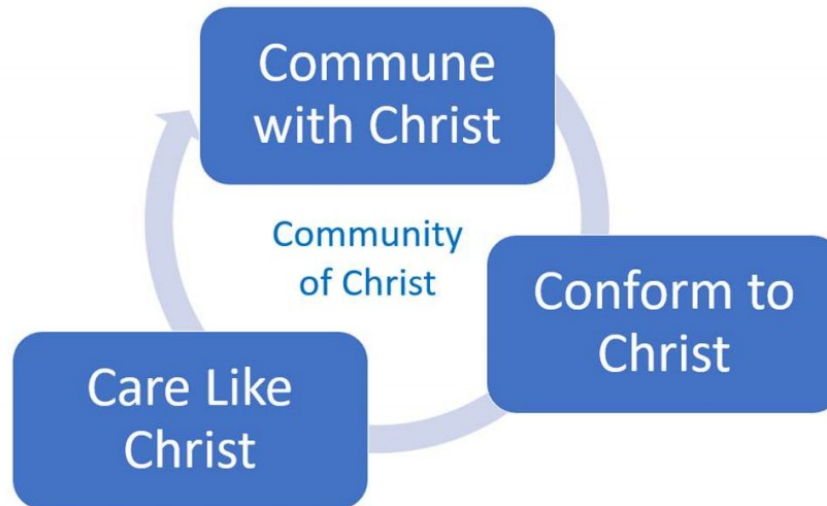 Commune
with Christ
Community
of Christ
Conform to
Christ
Care Like
Christ